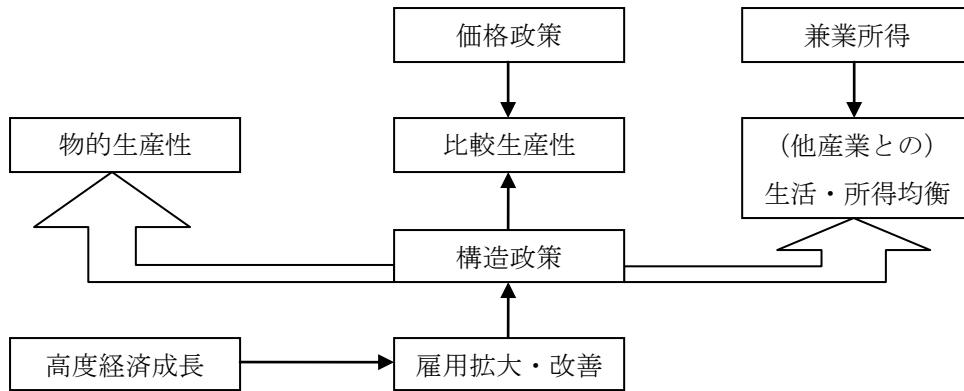 価格政策
兼業所得
物的生産性
比較生産性
（他産業との）
生活・所得均衡
構造政策
高度経済成長
雇用拡大・改善